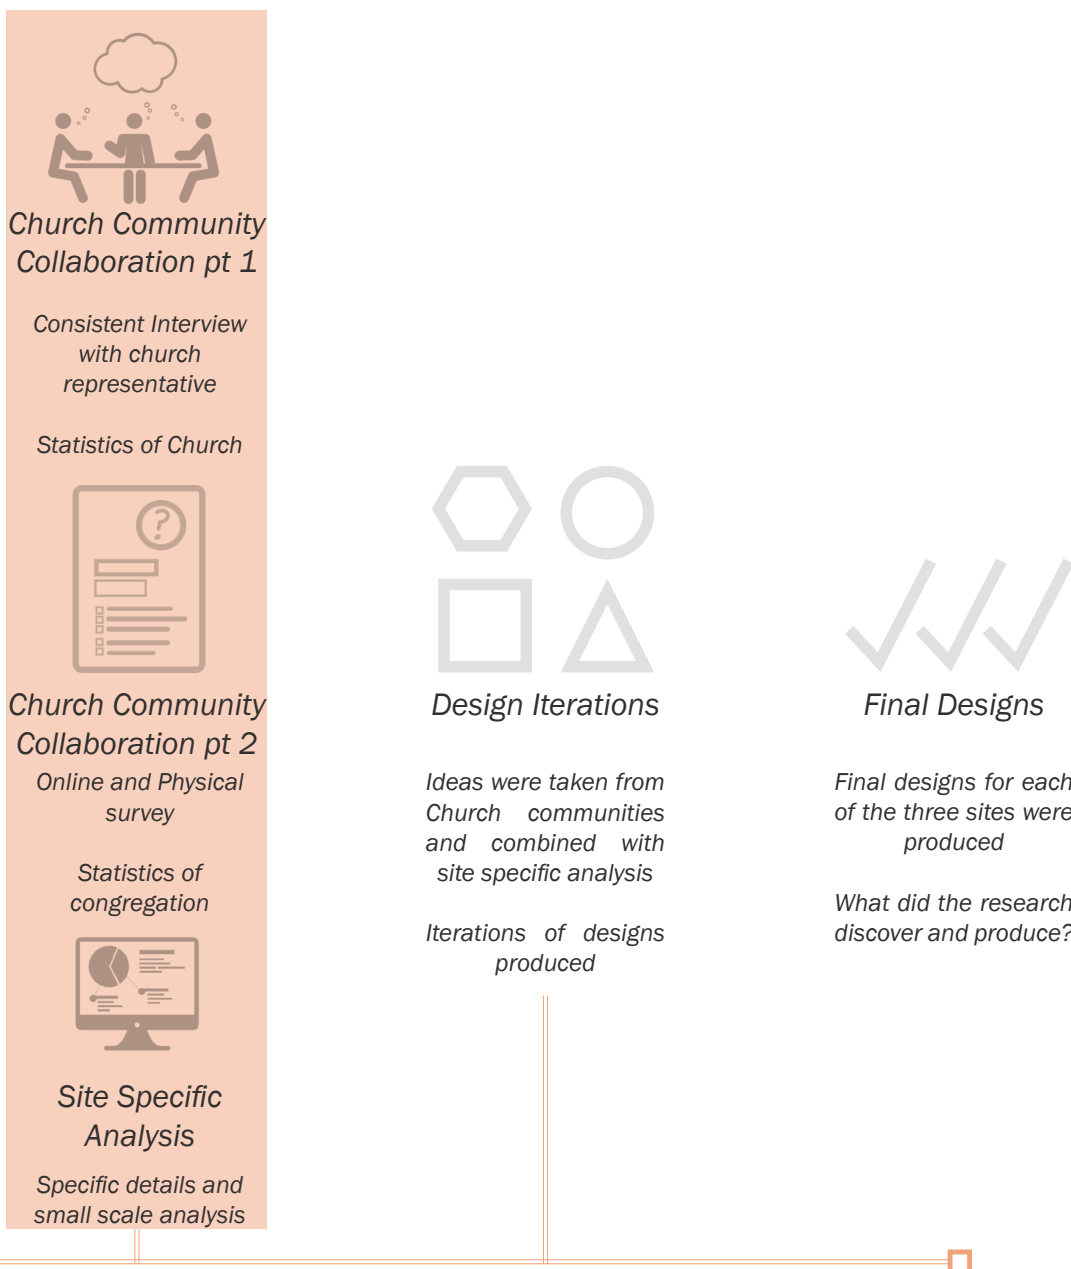 Church Community
Collaboration pt 1
Consistent Interview
with church
representative
Statistics of Church
?
Church Community
Collaboration pt 2
Online and Physical
survey
Statistics of
congregation
Site Specific
Analysis
Specific details and
small scale analysis
Design Iterations
Ideas were taken from
Church communities
and combined with
site specific analysis
Iterations of designs
produced
Final Designs
Final designs for each
of the three sites were
produced
What did the research
discover and produce?